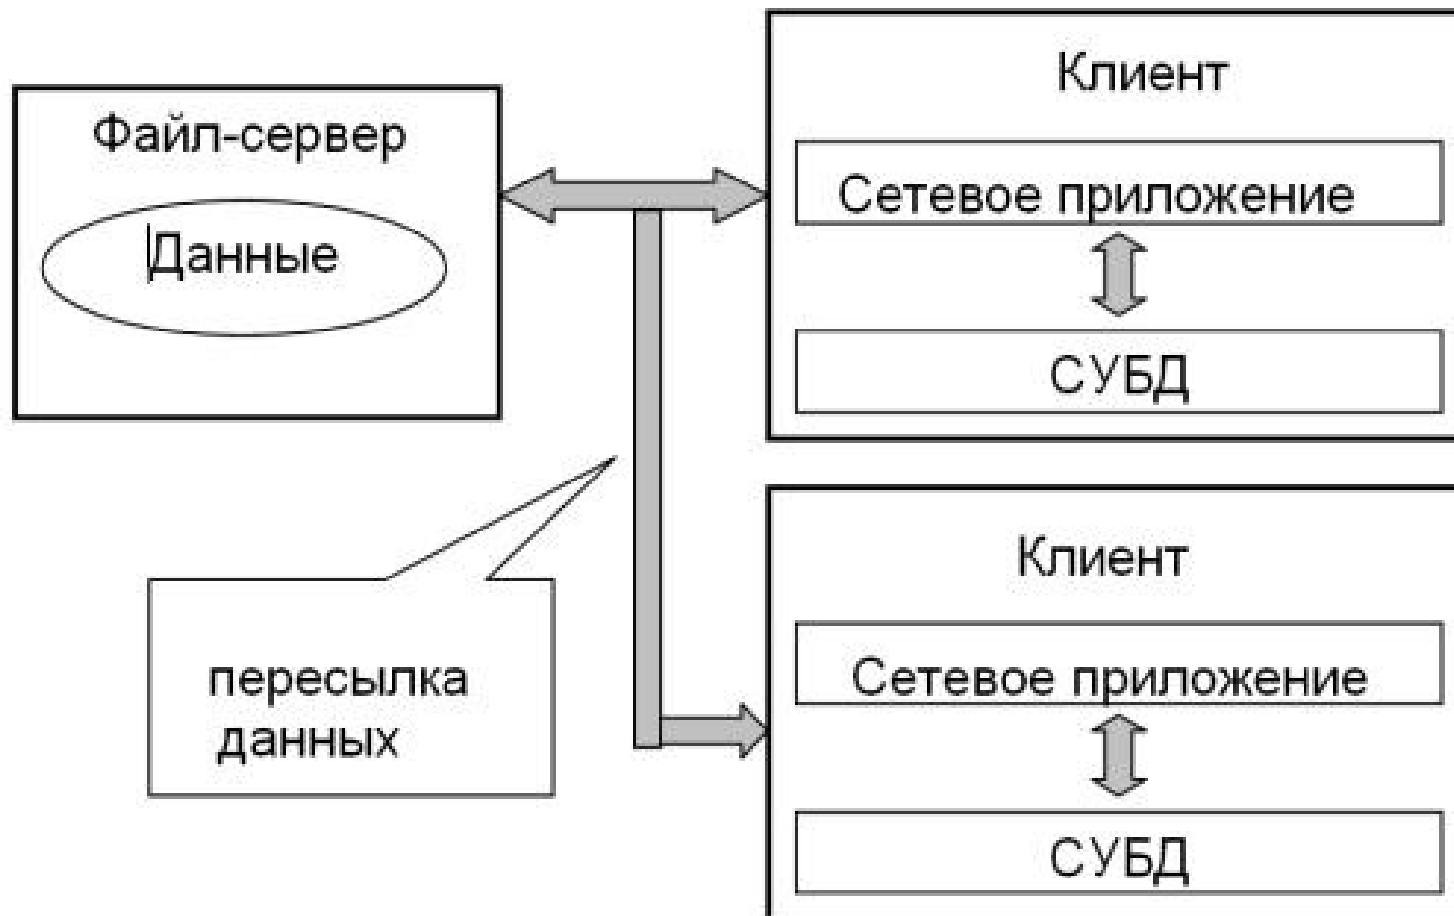 Файл-сервер
Данные
Клиент
Сетевое приложение
СУБД
пересылка
данных
Клиент
Сетевое приложение
СУБД